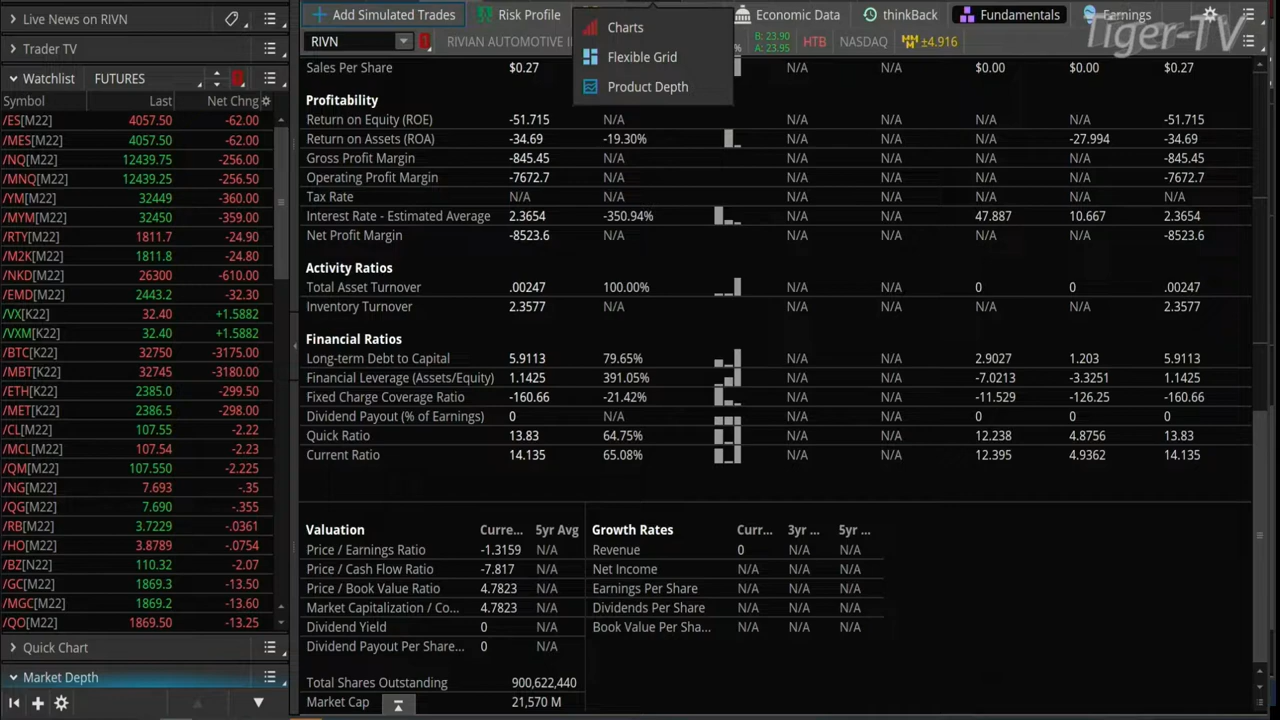 Live News on RIVN
Trader TV
Watchlist FUTURES
Symbol Last Net Chng
/ES[M22] 4057.50 -62.00
/MES[M22] 4057.50 -62.00
/NQ[M22] 12439.75 -256.00
/MNQ[M22] 12439.25 -256.50
/YM[M22] 32449 -360.00
/MYM[M22] 32450 -359.00
/RTY[M22] 1811.7 -24.90
/M2K[M22] 1811.8 -24.80
/NKD[M22] 26300 -610.00
/EMD[M22] 2443.2 -32.30
/VX[K22] 32.40 +1.5882
/VXM[K22] 32.40 +1.5882
/BTC[K22] 32750 -3175.00
/MBT[K22] 32745 -3180.00
/ETH[K22] 2385.0 -299.50
/MET[K22] 2386.5 -298.00
/CL[M22] 107.55 -2.22
/MCL[M22] 107.54 -2.23
/QM[M22] 107.550 -2.225
/NG[M22] 7.693 -.35
/QG[M22] 7.690 -.355
/RB[M22] 3.7229 -.0361
/HO[M22] 3.8789 -.0754
/BZ[N22] 110.32 -2.07
/GC[M22] 1869.3 -13.50
/MGC[M22] 1869.2 -13.60
/QO[M22] 1869.50 -13.25
Quick Chart
Market Depth
Add Simulated Trades Risk Profile Economic Data thinkBack Fundamentals Earnings
Tiger-TV
Charts
Flexible Grid
Product Depth
RIVN RIVIAN AUTOMOTIVE % B: 23.90 A: 23.95 HTB NASDAQ ±4.916
Sales Per Share $0.27 N/A N/A $0.00 $0.00 $0.27
Profitability
Return on Equity (ROE) -51.715 N/A N/A N/A N/A N/A -51.715
Return on Assets (ROA) -34.69 -19.30% N/A N/A N/A -27.994 -34.69
Gross Profit Margin -845.45 N/A N/A N/A N/A N/A -845.45
Operating Profit Margin -7672.7 N/A N/A N/A N/A N/A -7672.7
Tax Rate N/A N/A N/A N/A N/A N/A N/A
Interest Rate - Estimated Average 2.3654 -350.94% N/A N/A 47.887 10.667 2.3654
Net Profit Margin -8523.6 N/A N/A N/A N/A N/A -8523.6
Activity Ratios
Total Asset Turnover .00247 100.00% N/A N/A 0 0 .00247
Inventory Turnover 2.3577 N/A N/A N/A N/A N/A 2.3577
Financial Ratios
Long-term Debt to Capital 5.9113 79.65% N/A N/A 2.9027 1.203 5.9113
Financial Leverage (Assets/Equity) 1.1425 391.05% N/A N/A -7.0213 -3.3251 1.1425
Fixed Charge Coverage Ratio -160.66 -21.42% N/A N/A -11.529 -126.25 -160.66
Dividend Payout (% of Earnings) 0 N/A N/A N/A 0 0 0
Quick Ratio 13.83 64.75% N/A N/A 12.238 4.8756 13.83
Current Ratio 14.135 65.08% N/A N/A 12.395 4.9362 14.135
Valuation Curre... 5yr Avg
Price / Earnings Ratio -1.3159 N/A
Price / Cash Flow Ratio -7.817 N/A
Price / Book Value Ratio 4.7823 N/A
Market Capitalization / Co... 4.7823 N/A
Dividend Yield 0 N/A
Dividend Payout Per Share... 0 N/A
Total Shares Outstanding 900,622,440
Market Cap 21,570 M
Growth Rates Curr... 3yr ... 5yr ...
Revenue 0 N/A N/A
Net Income N/A N/A N/A
Earnings Per Share N/A N/A N/A
Dividends Per Share N/A N/A N/A
Book Value Per Sha... N/A N/A N/A